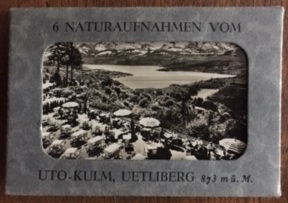 6 NATURAUFNAHMEN VOM
UTO-KULM, UETLIBERG 873 m ü. M.